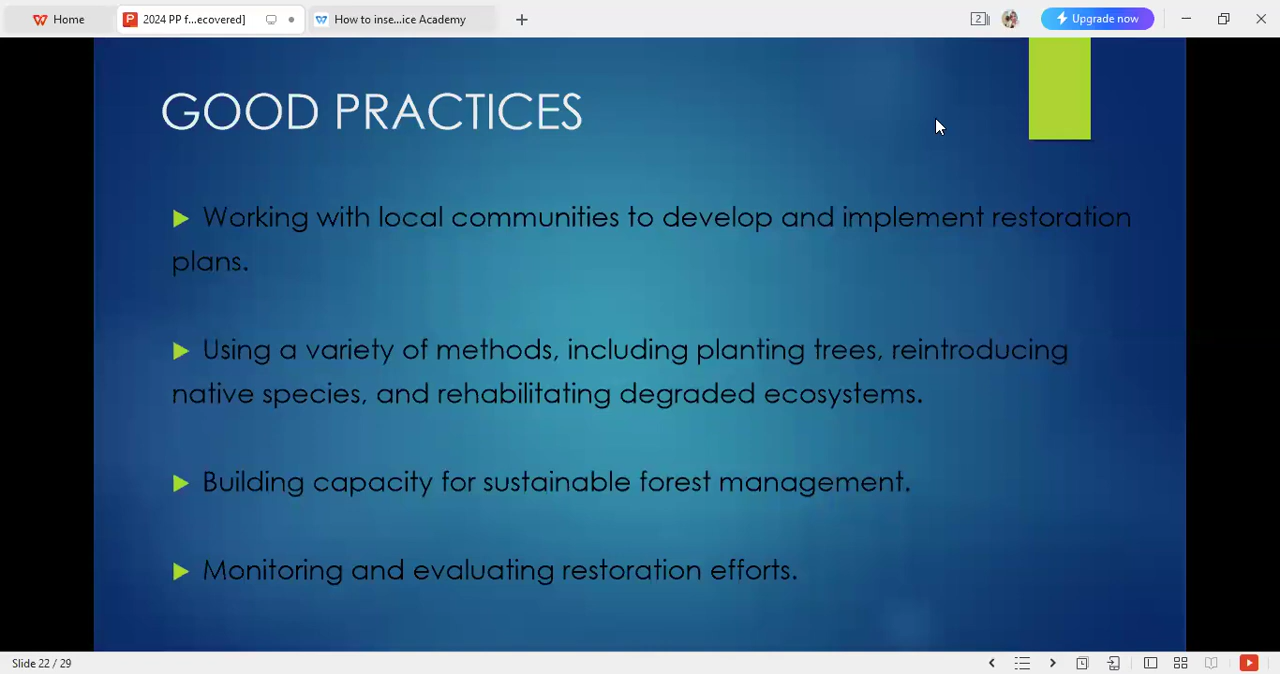 Home
2024 PP f...ecovered]
How to inse...ice Academy
2
Upgrade now
GOOD PRACTICES
Working with local communities to develop and implement restoration
plans.
Using a variety of methods, including planting trees, reintroducing
native species, and rehabilitating degraded ecosystems.
Building capacity for sustainable forest management.
Monitoring and evaluating restoration efforts.
Slide 22 / 29